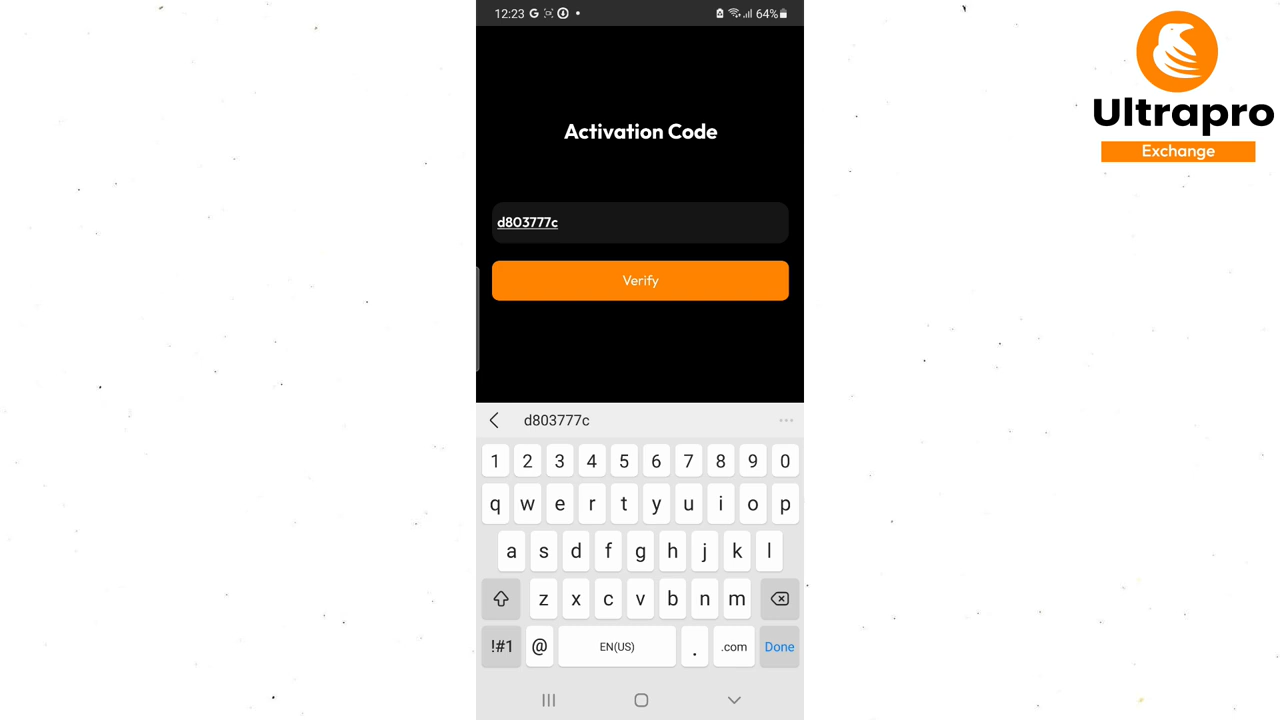 12:23 G 64%
Ultrapro
Exchange
Activation Code
d803777c
Verify
d803777c
1 2 3 4 5 6 7 8 9 0
q w e r t y u i o p
a s d f g h j k l
z x c v b n m
!#1 @ EN(US) . .com Done